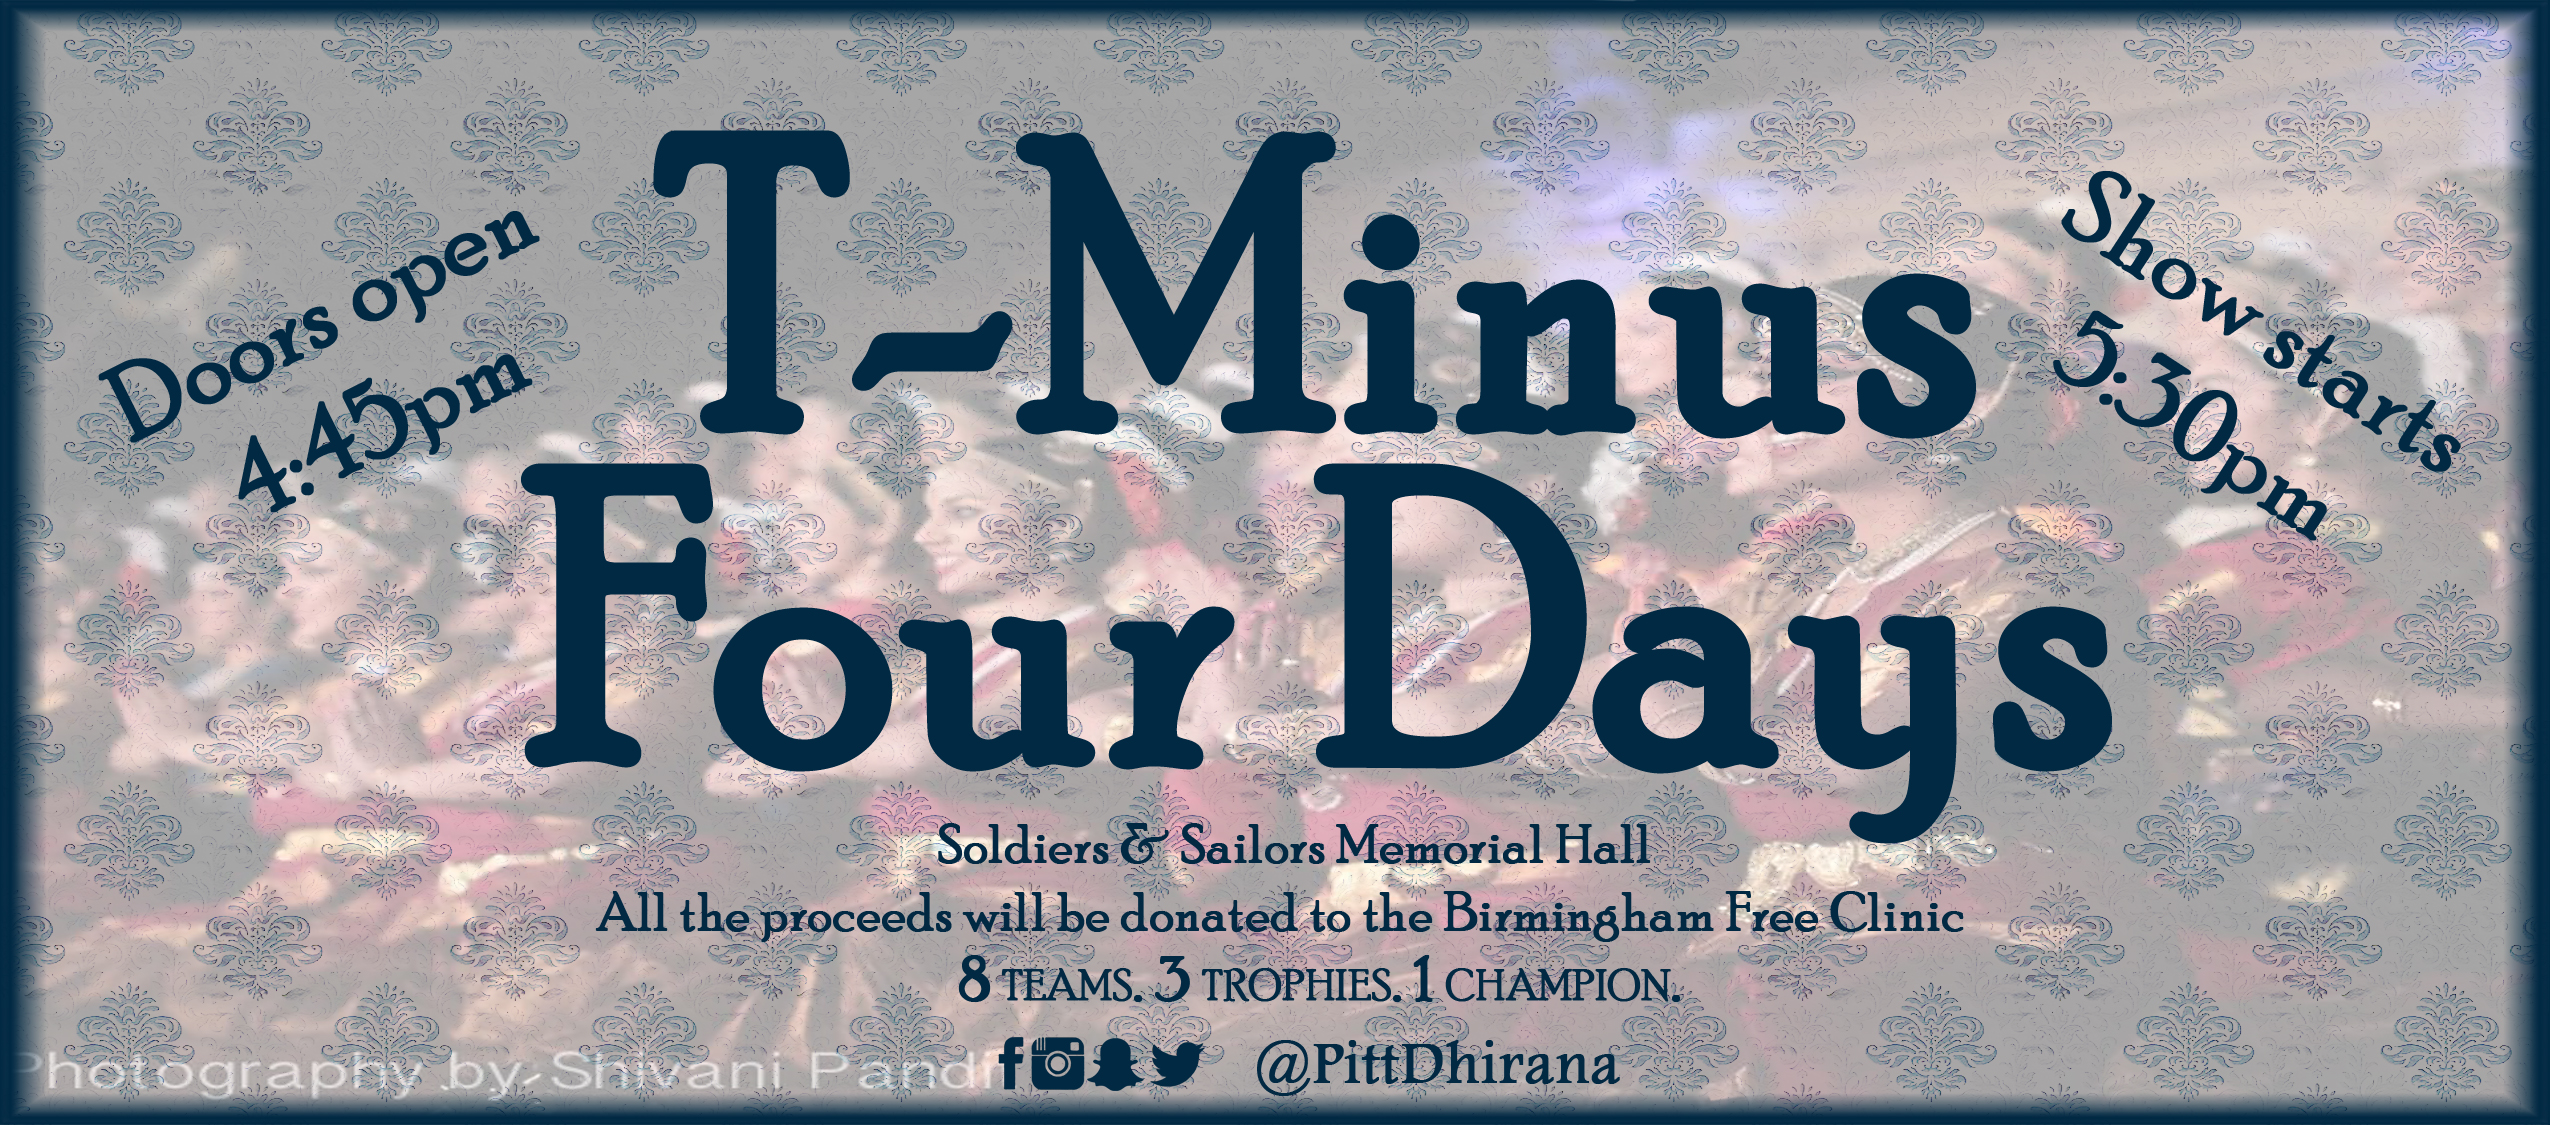 Doors open
4:45pm
T-Minus
Four Days
Show starts
5:30pm
Soldiers & Sailors Memorial Hall
All the proceeds will be donated to the Birmingham Free Clinic
8 TEAMS. 3 TROPHIES. 1 CHAMPION.
@PittDhirana
Photography by Shivani